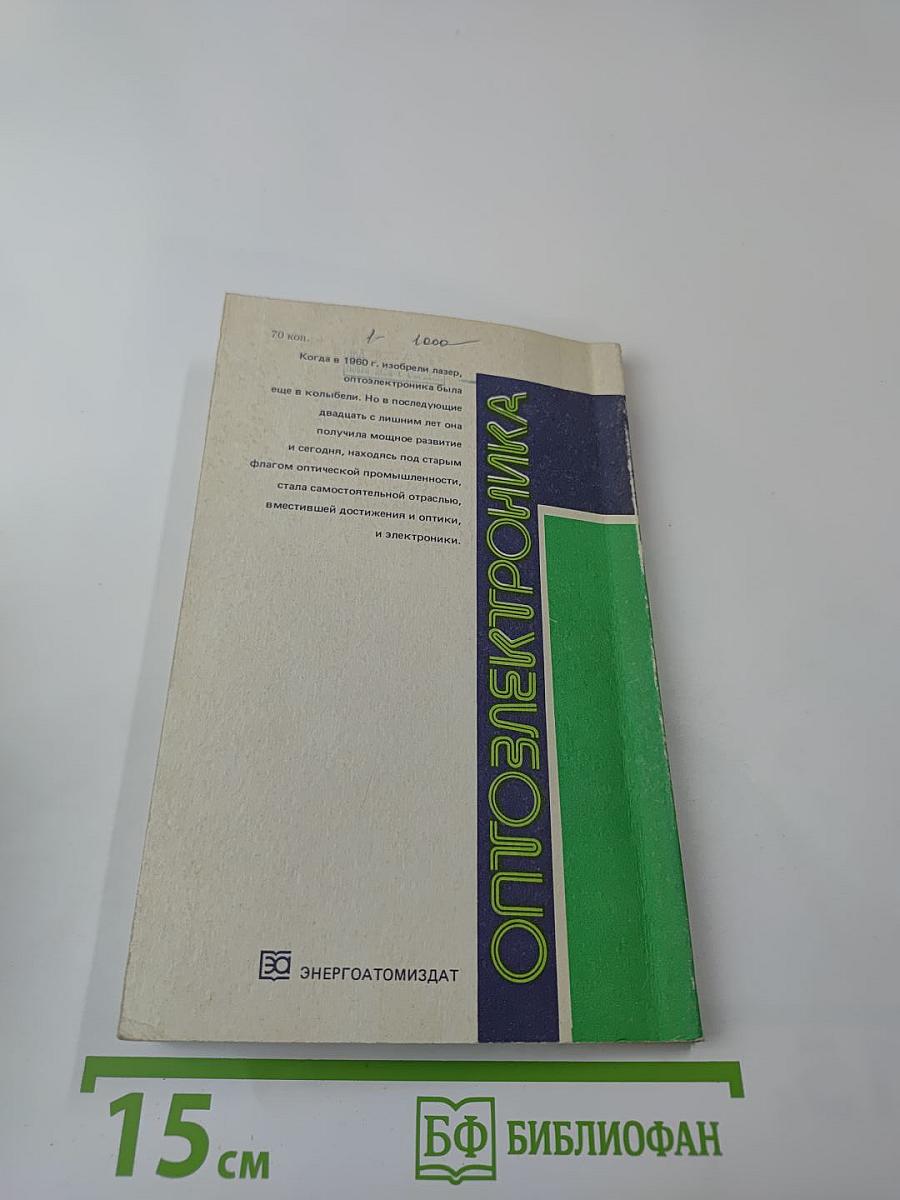 70 коп.
1- 1000
Когда в 1960 г. изобрели лазер,
оптоэлектроника была
еще в колыбели. Но в последующие
двадцать с лишним лет она
получила мощное развитие
и сегодня, находясь под старым
флагом оптической промышленности,
стала самостоятельной отраслью,
вместившей достижения и оптики,
и электроники.
ОПТОЭЛЕКТРОНИКА
ЭНЕРГОАТОМИЗДАТ
15 см
БФ БИБЛИОФАН